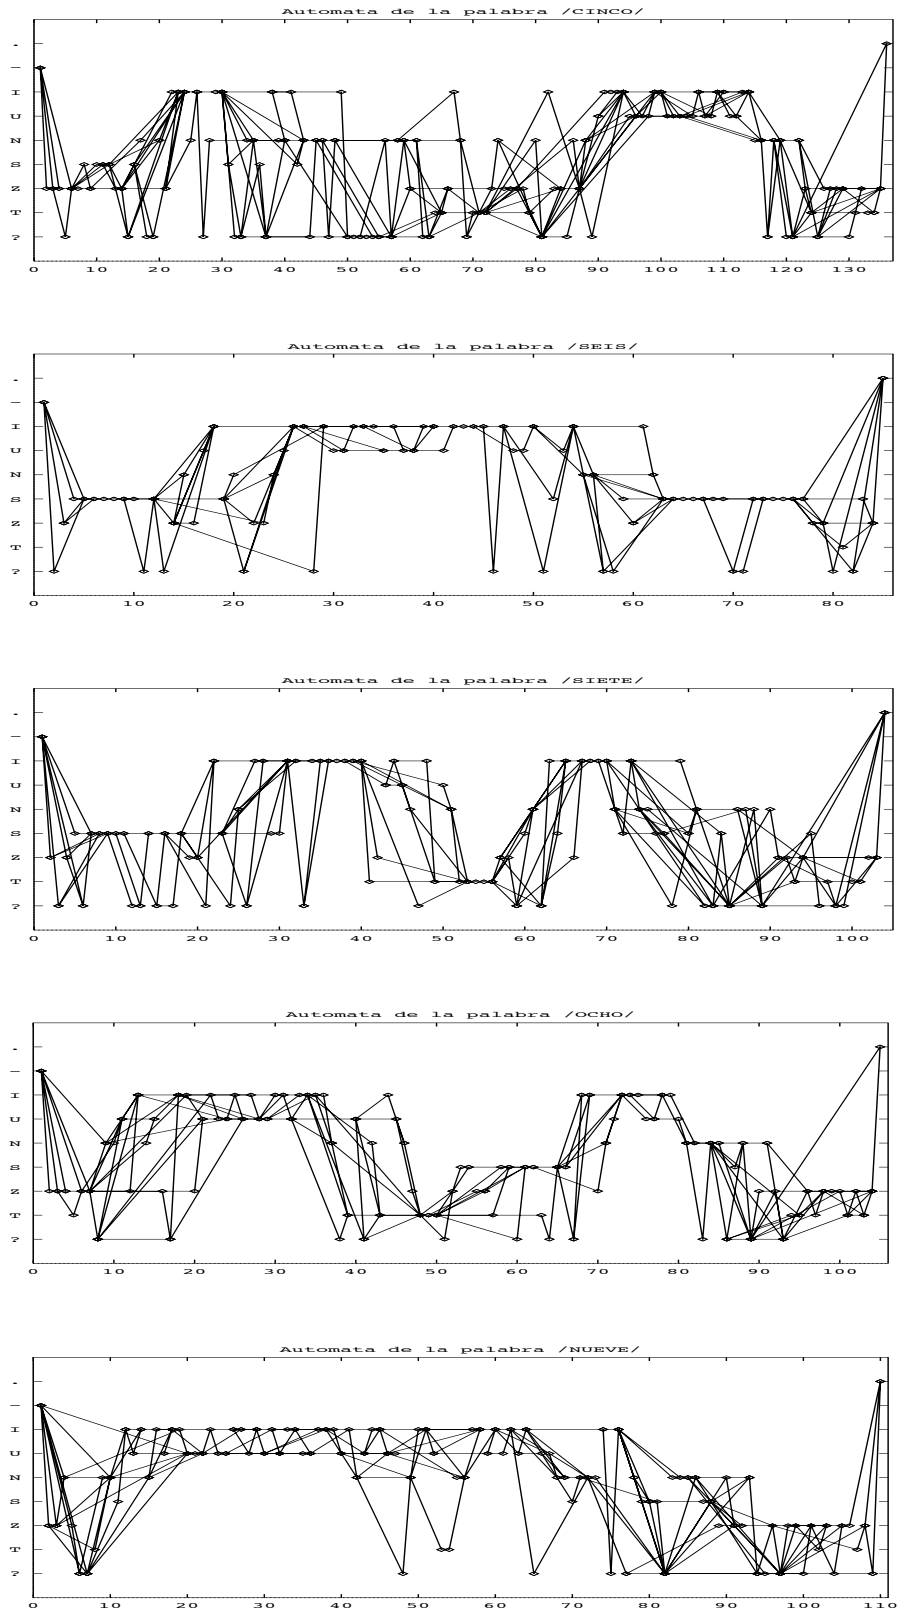 Automata de la palabra /CINCO/
.
—
I
U
N
S
Z
T
?
0 10 20 30 40 50 60 70 80 90 100 110 120 130
Automata de la palabra /SEIS/
.
—
I
U
N
S
Z
T
?
0 10 20 30 40 50 60 70 80
Automata de la palabra /SIETE/
.
—
I
U
N
S
Z
T
?
0 10 20 30 40 50 60 70 80 90 100
Automata de la palabra /OCHO/
.
—
I
U
N
S
Z
T
?
0 10 20 30 40 50 60 70 80 90 100
Automata de la palabra /NUEVE/
.
—
I
U
N
S
Z
T
?
0 10 20 30 40 50 60 70 80 90 100 110